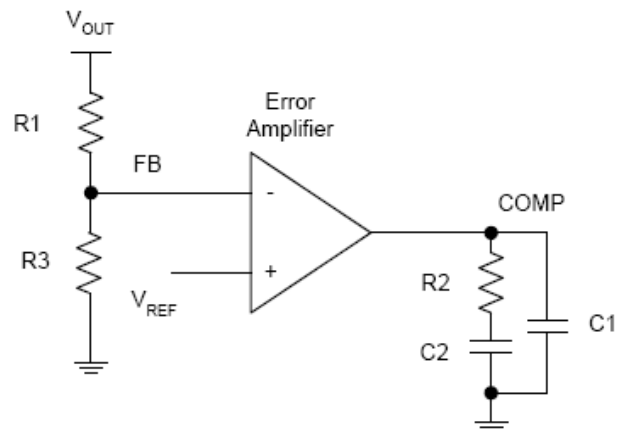 VOUT
R1
Error
Amplifier
FB
-
COMP
R3
+
VREF
R2
C2
C1